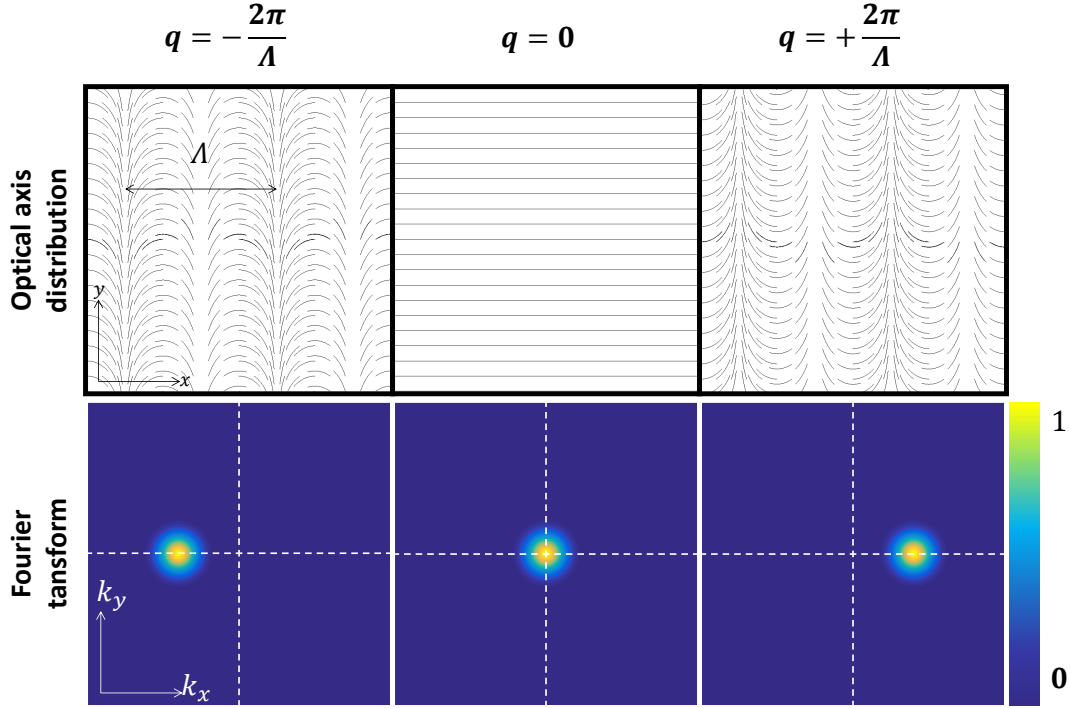 q = −2π/Λ
q = 0
q = +2π/Λ
Optical axis
distribution
Λ
y
x
Fourier
tansform
k_y
k_x
1
0